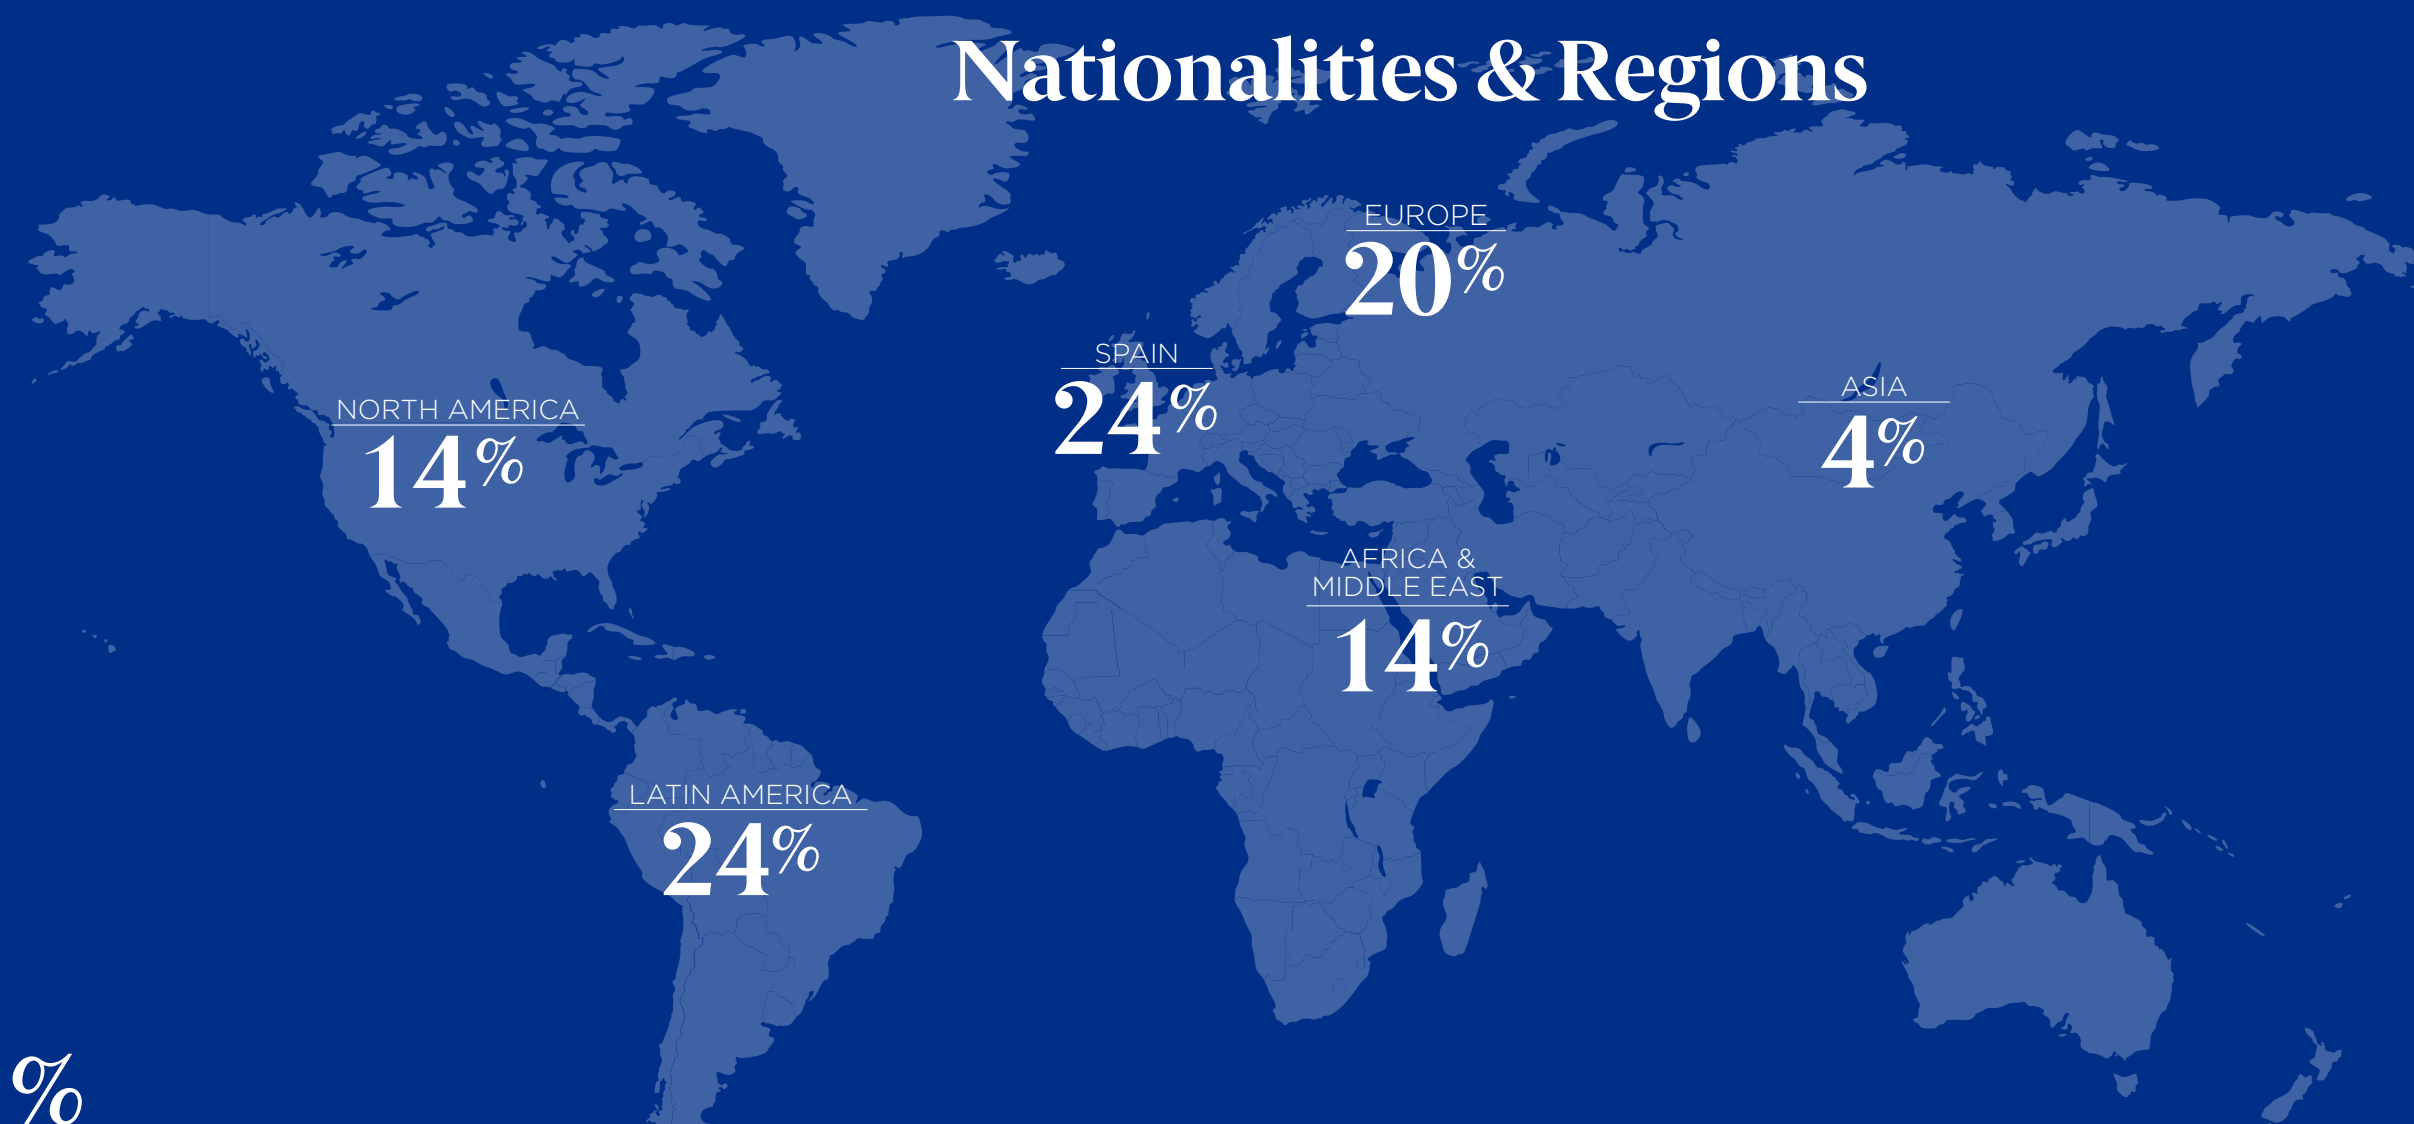 Nationalities & Regions
EUROPE
20%
SPAIN
24%
ASIA
4%
NORTH AMERICA
14%
AFRICA &
MIDDLE EAST
14%
LATIN AMERICA
24%
%